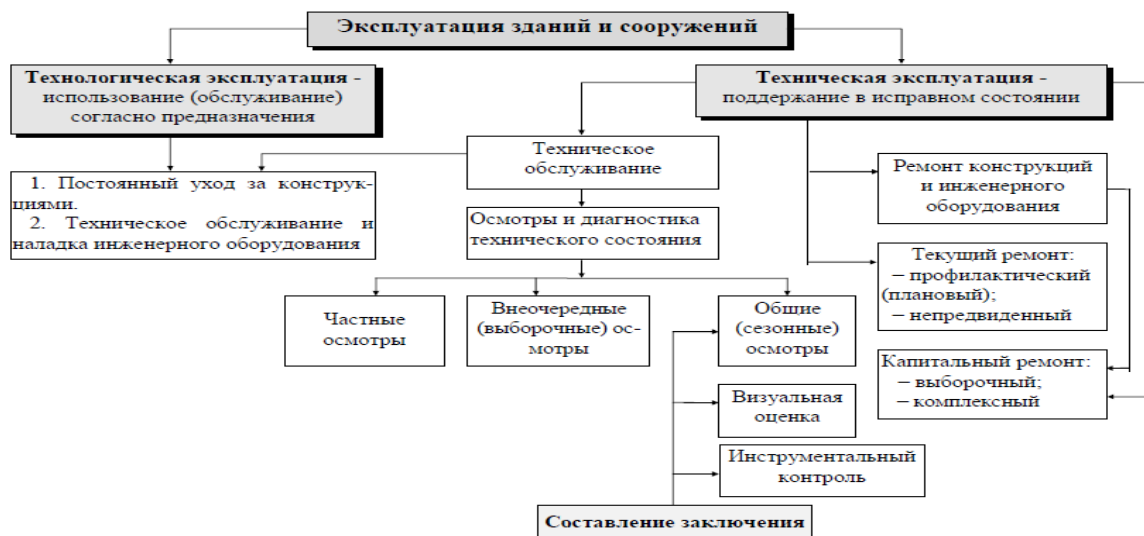 Эксплуатация зданий и сооружений
Технологическая эксплуатация -
использование (обслуживание)
согласно предназначения
Техническая эксплуатация -
поддержание в исправном состоянии
Техническое
обслуживание
1. Постоянный уход за конструк-
циями.
2. Техническое обслуживание и
наладка инженерного оборудования
Осмотры и диагностика
технического состояния
Ремонт конструкций
и инженерного
оборудования
Текущий ремонт:
– профилактический
(плановый);
– непредвиденный
Капитальный ремонт:
– выборочный;
– комплексный
Частные
осмотры
Внеочередные
(выборочные) ос-
мотры
Общие
(сезонные)
осмотры
Визуальная
оценка
Инструментальный
контроль
Составление заключения